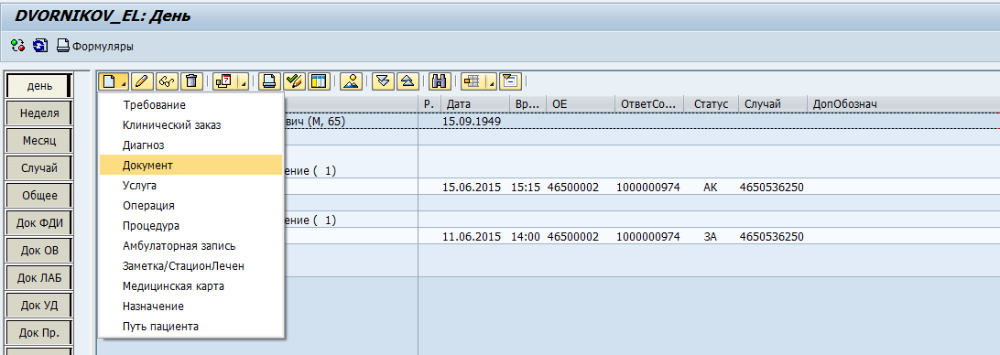 DVORNIKOV_EL: День
Формуляры
день
Неделя
Месяц
Случай
Общее
Док ФДИ
Док ОВ
Док ЛАБ
Док УД
Док Пр.
Требование
Клинический заказ
Диагноз
Документ
Услуга
Операция
Процедура
Амбулаторная запись
Заметка/СтационЛечен
Медицинская карта
Назначение
Путь пациента
Р. Дата Вр... ОЕ ОтветСо... Статус Случай ДопОбознач
вич (М, 65) 15.09.1949
ение ( 1)
15.06.2015 15:15 46500002 1000000974 АК 4650536250
ение ( 1)
11.06.2015 14:00 46500002 1000000974 ЗА 4650536250